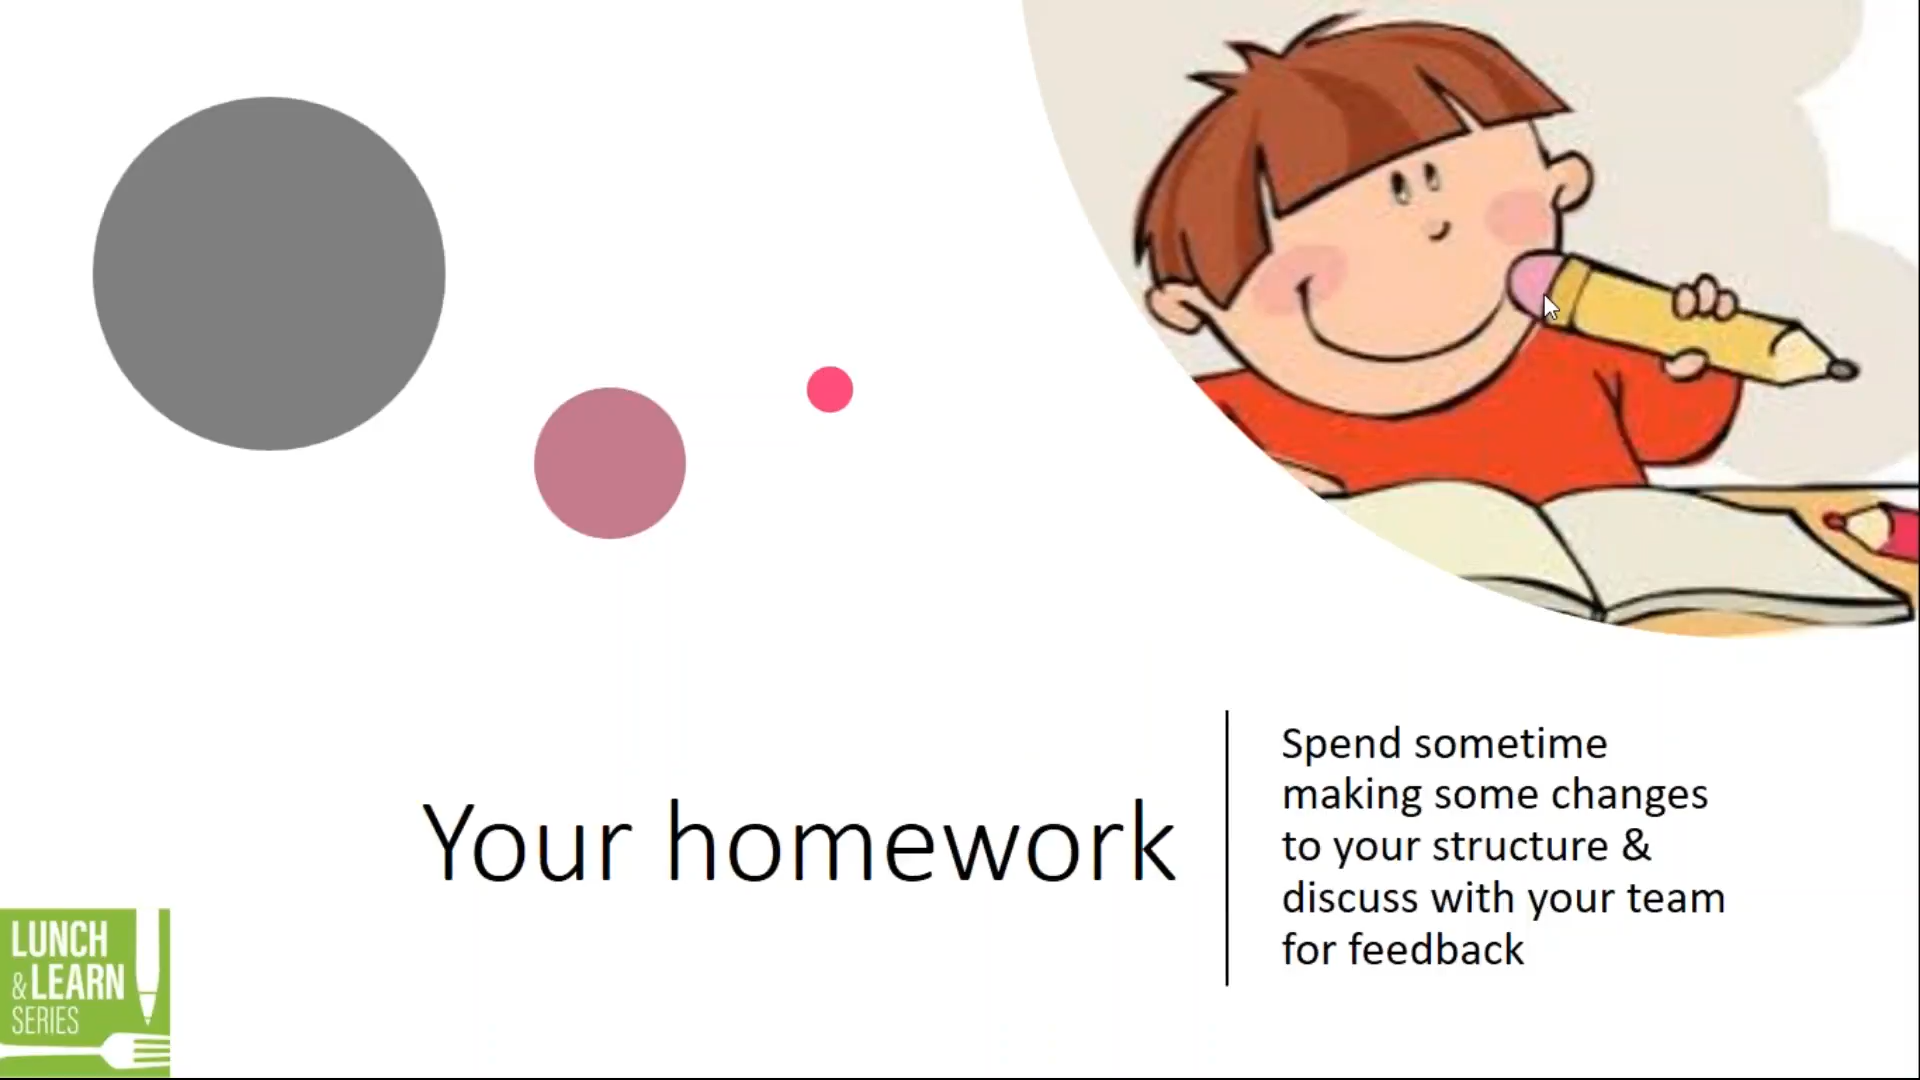 Your homework
Spend sometime
making some changes
to your structure &
discuss with your team
for feedback
LUNCH
& LEARN
SERIES